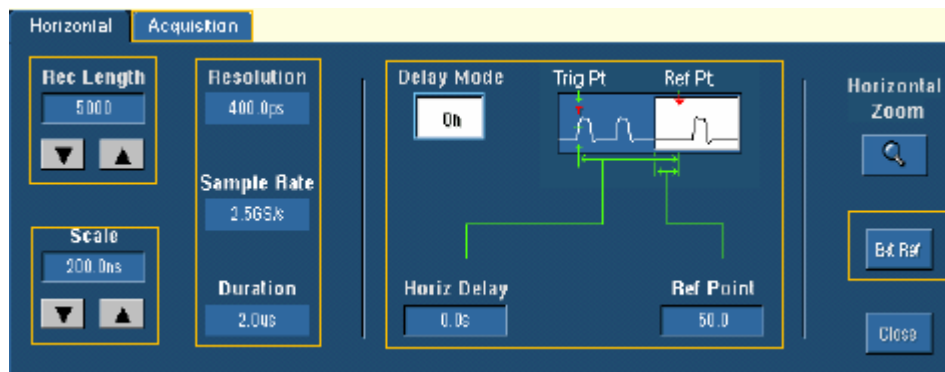 Horizontal
Acquisition
Rec Length
5000
Resolution
400.0ps
Delay Mode
On
Trig Pt
Ref Pt
Horizontal
Zoom
Sample Rate
2.5GS/s
Scale
200.0ns
Duration
2.0us
Horiz Delay
0.0s
Ref Point
50.0
Ext Ref
Close